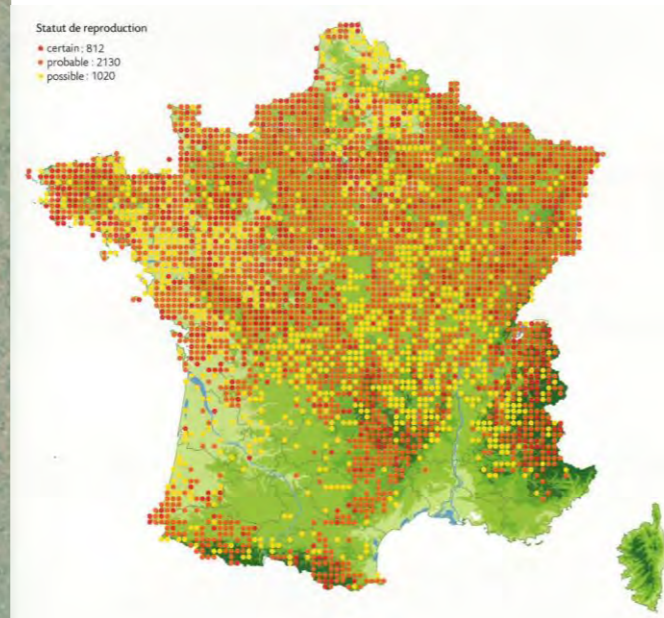 Statut de reproduction
certain : 812
probable : 2130
possible : 1020